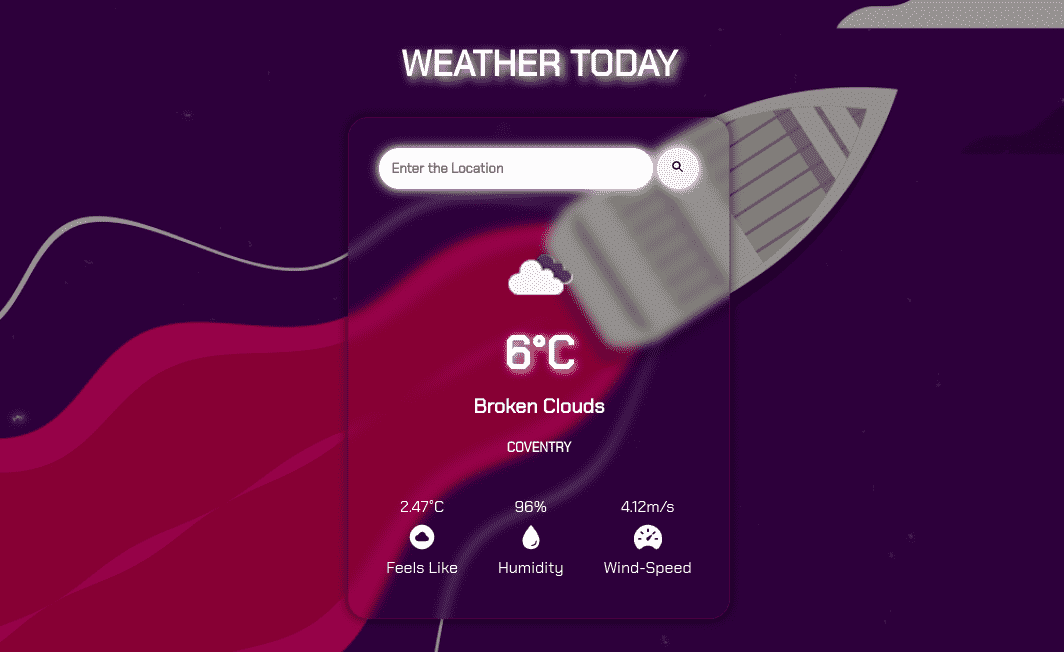 WEATHER TODAY
Enter the Location
6°C
Broken Clouds
COVENTRY
2.47°C 96% 4.12m/s
Feels Like Humidity Wind-Speed